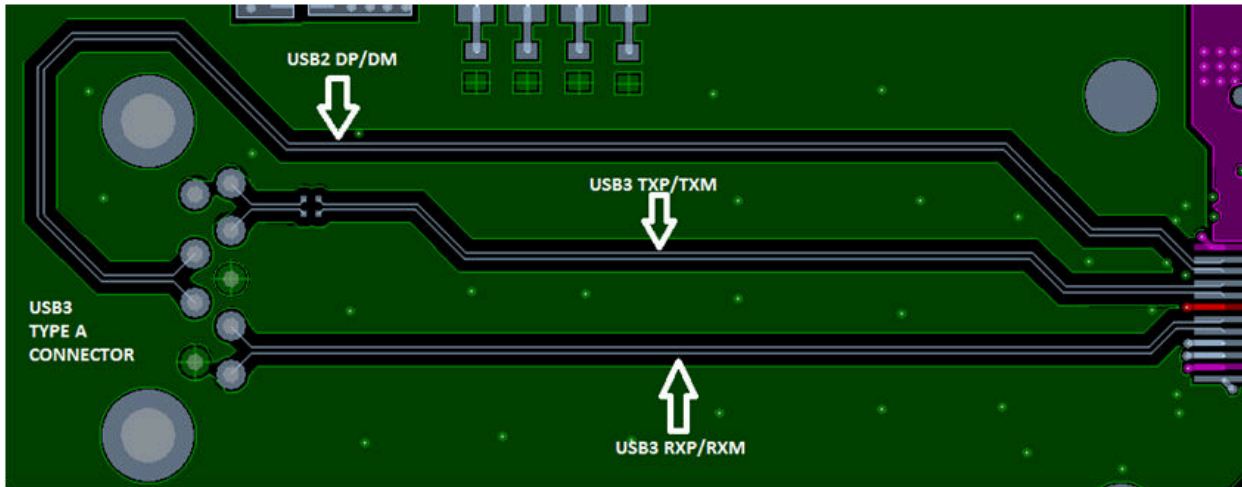 USB2 DP/DM
USB3 TXP/TXM
USB3
TYPE A
CONNECTOR
USB3 RXP/RXM